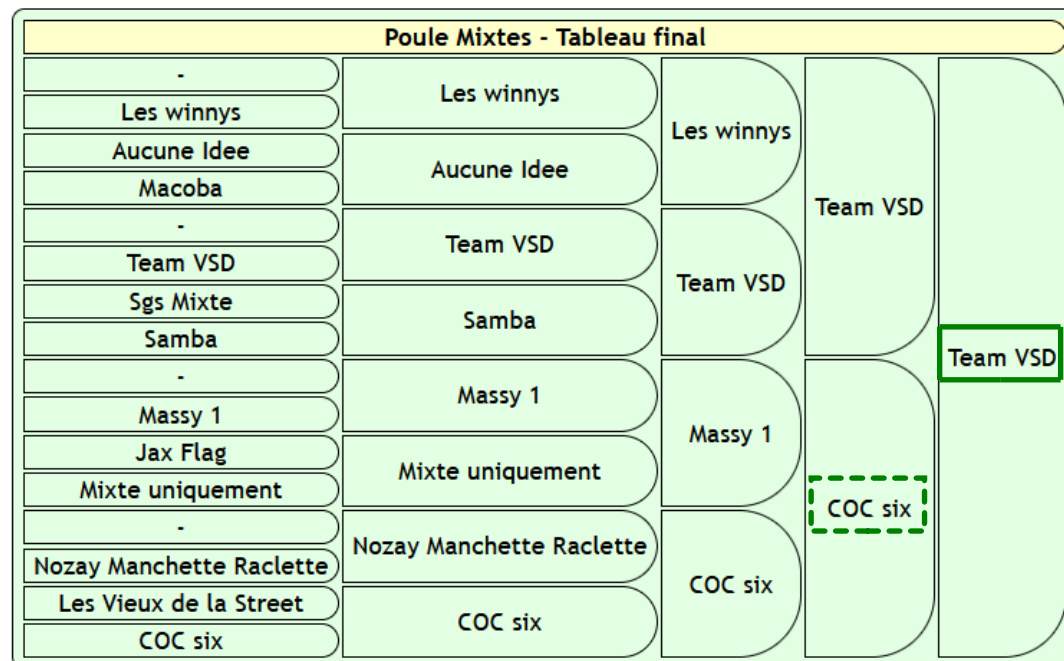 Poule Mixtes - Tableau final
-
Les winnys
Aucune Idee
Macoba
-
Team VSD
Sgs Mixte
Samba
-
Massy 1
Jax Flag
Mixte uniquement
-
Nozay Manchette Raclette
Les Vieux de la Street
COC six
Les winnys
Aucune Idee
Team VSD
Samba
Massy 1
Mixte uniquement
Nozay Manchette Raclette
COC six
Les winnys
Team VSD
Massy 1
COC six
Team VSD
COC six
Team VSD